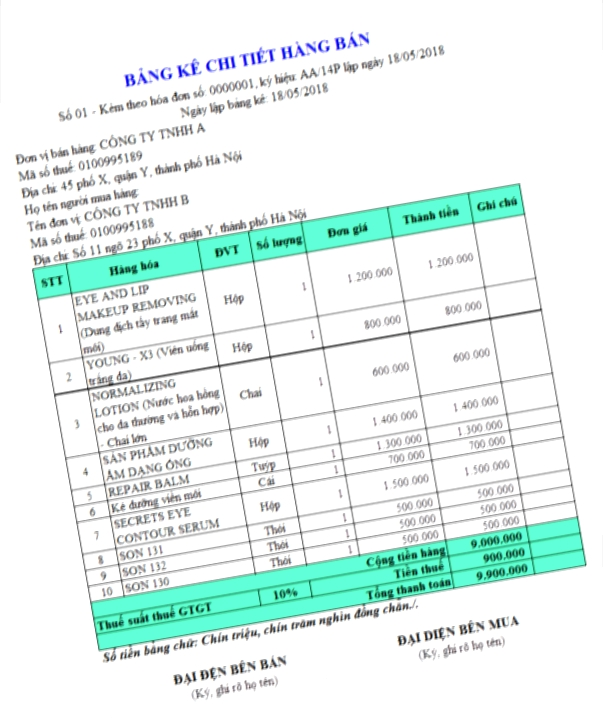 BẢNG KÊ CHI TIẾT HÀNG BÁN
Số 01 - Kèm theo hóa đơn số: 0000001, ký hiệu: AA/14P lập ngày 18/05/2018
Ngày lập bảng kê: 18/05/2018
Đơn vị bán hàng: CÔNG TY TNHH A
Mã số thuế: 0100995189
Địa chỉ: 45 phố X, quận Y, thành phố Hà Nội
Họ tên người mua hàng:
Tên đơn vị: CÔNG TY TNHH B
Mã số thuế: 0100995188
Địa chỉ: Số 11 ngõ 23 phố X, quận Y, thành phố Hà Nội
STT Hàng hóa ĐVT Số lượng Đơn giá Thành tiền Ghi chú
1 EYE AND LIP MAKEUP REMOVING (Dung dịch tẩy trang mắt môi) Hộp 1 1.200.000 1.200.000
2 YOUNG - X3 (Viên uống trắng da) Hộp 1 800.000 800.000
3 NORMALIZING LOTION (Nước hoa hồng cho da thường và hỗn hợp) - Chai lớn Chai 1 600.000 600.000
4 SẢN PHẨM DƯỠNG ẨM DẠNG ỐNG Hộp 1 1.400.000 1.400.000
5 REPAIR BALM Tuýp 1 1.300.000 1.300.000
6 Kẻ đường viền môi Cái 1 700.000 700.000
7 SECRETS EYE CONTOUR SERUM Hộp 1 1.500.000 1.500.000
8 SON 131 Thỏi 1 500.000 500.000
9 SON 132 Thỏi 1 500.000 500.000
10 SON 130 Thỏi 1 500.000 500.000
Cộng tiền hàng 9.000.000
Thuế suất thuế GTGT 10% Tiền thuế 900.000
Tổng thanh toán 9.900.000
Số tiền bằng chữ: Chín triệu, chín trăm nghìn đồng chẵn./.
ĐẠI ĐỆN BÊN BÁN
(Ký, ghi rõ họ tên)
ĐẠI DIỆN BÊN MUA
(Ký, ghi rõ họ tên)